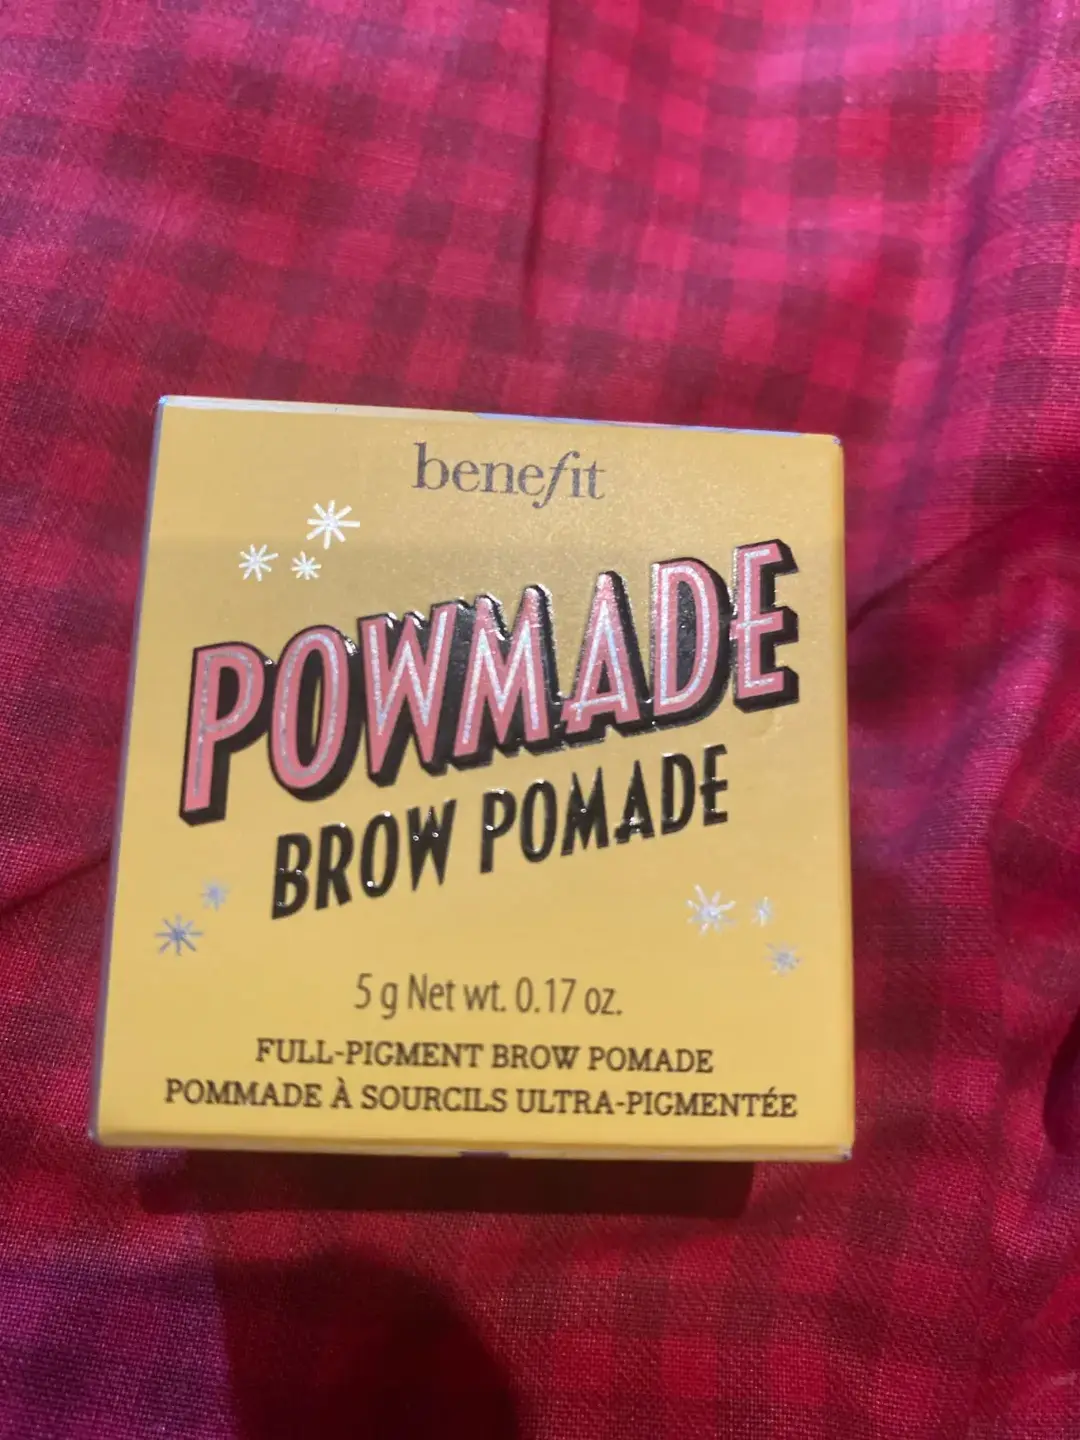 benefit
POWMADE
BROW POMADE
5 g Net wt. 0.17 oz.
FULL-PIGMENT BROW POMADE
POMMADE À SOURCILS ULTRA-PIGMENTÉE